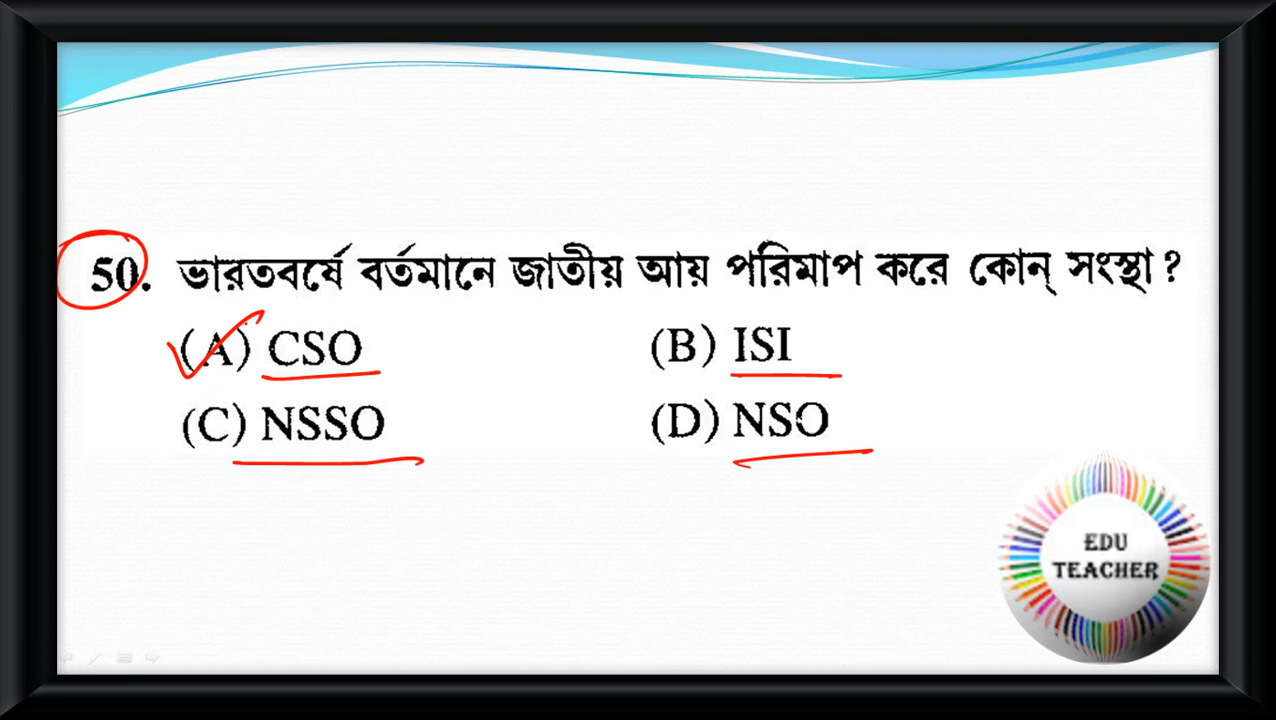 50. ভারতবর্ষে বর্তমানে জাতীয় আয় পরিমাপ করে কোন্ সংস্থা ?
(A) CSO (B) ISI
(C) NSSO (D) NSO
EDU
TEACHER